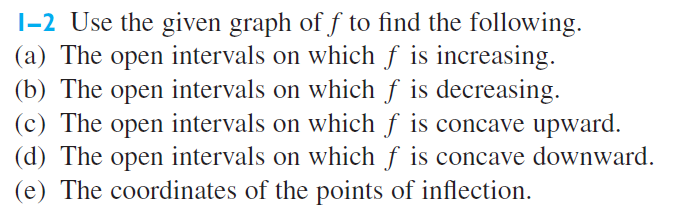 1–2 Use the given graph of f to find the following.
(a) The open intervals on which f is increasing.
(b) The open intervals on which f is decreasing.
(c) The open intervals on which f is concave upward.
(d) The open intervals on which f is concave downward.
(e) The coordinates of the points of inflection.